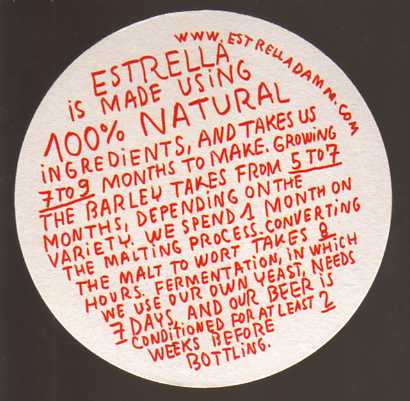 WWW.ESTRELLADAMM.COM
ESTRELLA
iS MADE USING
100% NATURAL
iNGREDiENTS, AND TAKES US
7 TO 9 MONTHS TO MAKE. GROWING
THE BARLEY TAKES FROM 5 TO 7
MONTHS, DEPENDING ON THE
VARiETY. WE SPEND 1 MONTH ON
THE MALTING PROCESS. CONVERTING
THE MALT TO WORT TAKES 8
HOURS. FERMENTATION, iN WHICH
WE USE OUR OWN YEAST, NEEDS
7 DAYS, AND OUR BEER iS
CONDiTiONED FOR AT LEAST 2
WEEKS BEFORE
BOTTLiNG.